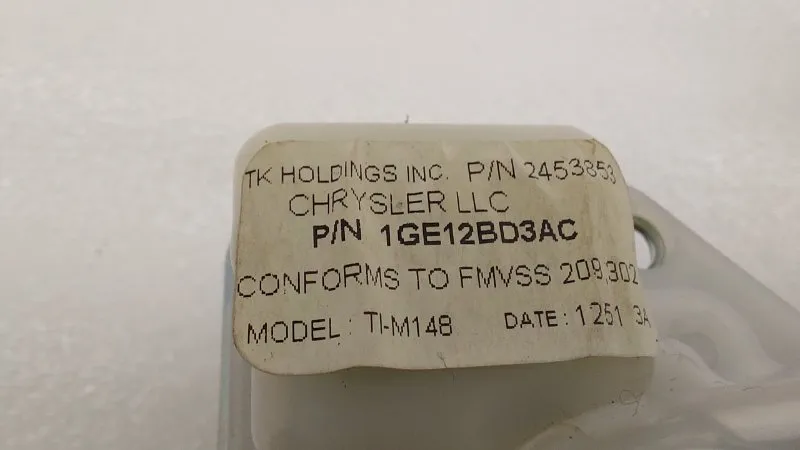 TK HOLDINGS INC. P/N 2453853
CHRYSLER LLC
P/N 1GE12BD3AC
CONFORMS TO FMVSS 209,302
MODEL: TI-M148 DATE: 1251 3A